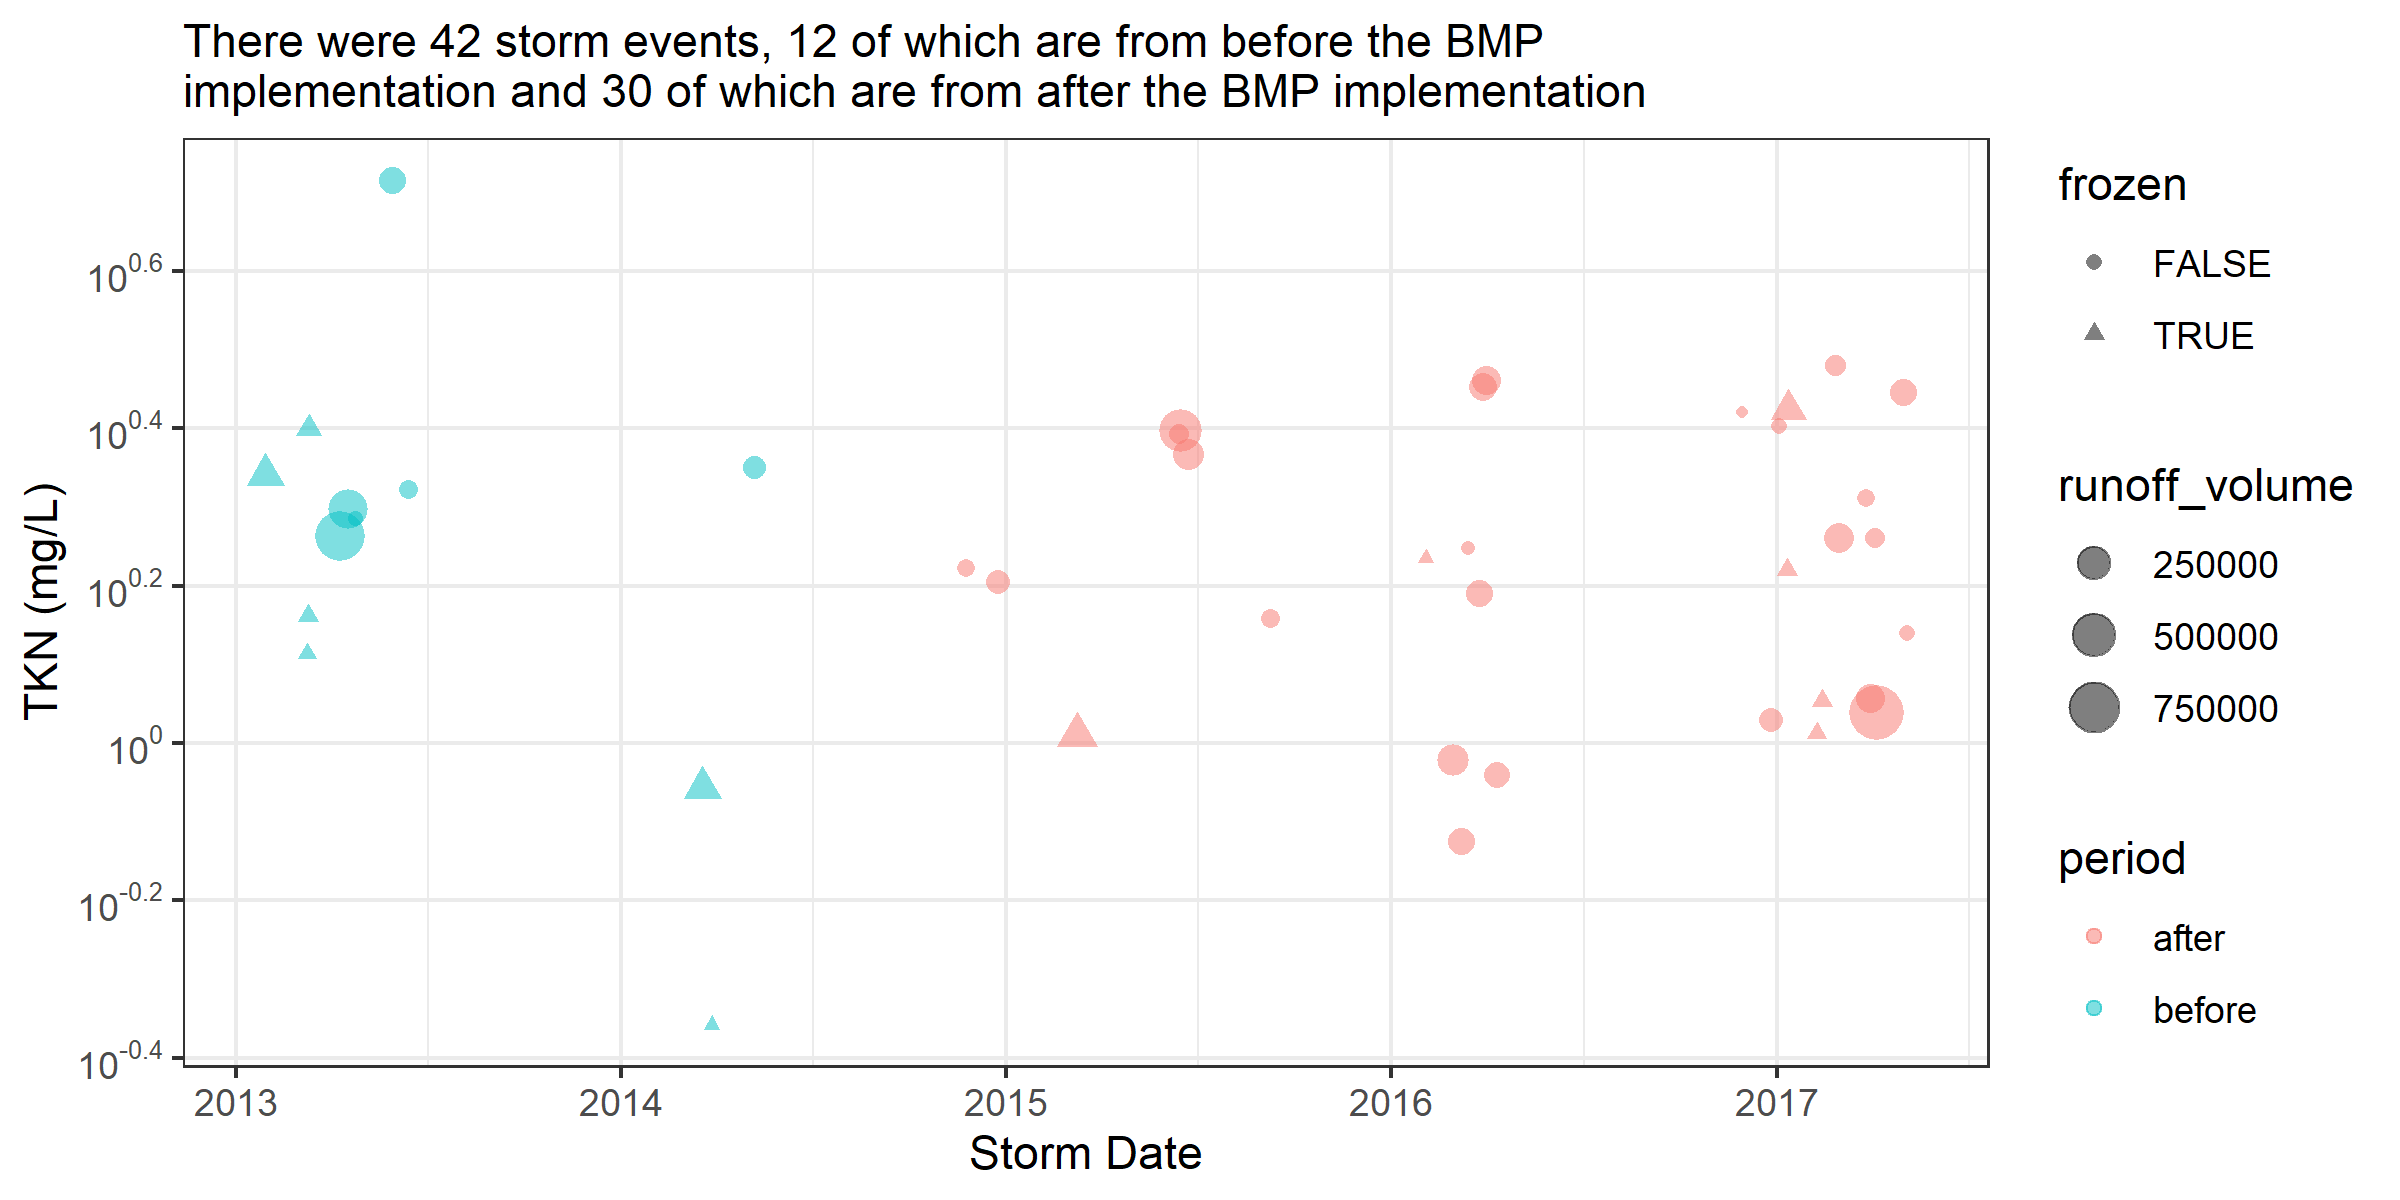 There were 42 storm events, 12 of which are from before the BMP
implementation and 30 of which are from after the BMP implementation
TKN (mg/L)
10^0.6
10^0.4
10^0.2
10^0
10^-0.2
10^-0.4
2013 2014 2015 2016 2017
Storm Date
frozen
FALSE
TRUE
runoff_volume
250000
500000
750000
period
after
before